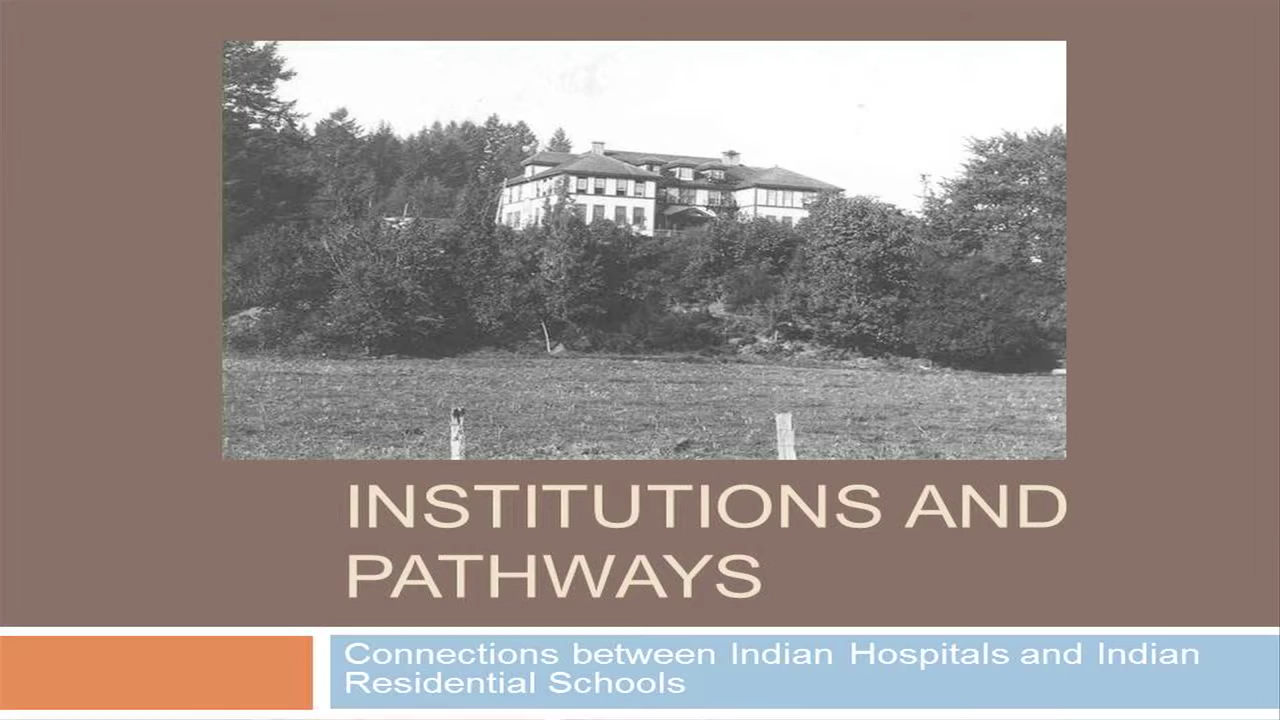 INSTITUTIONS AND
PATHWAYS
Connections between Indian Hospitals and Indian
Residential Schools